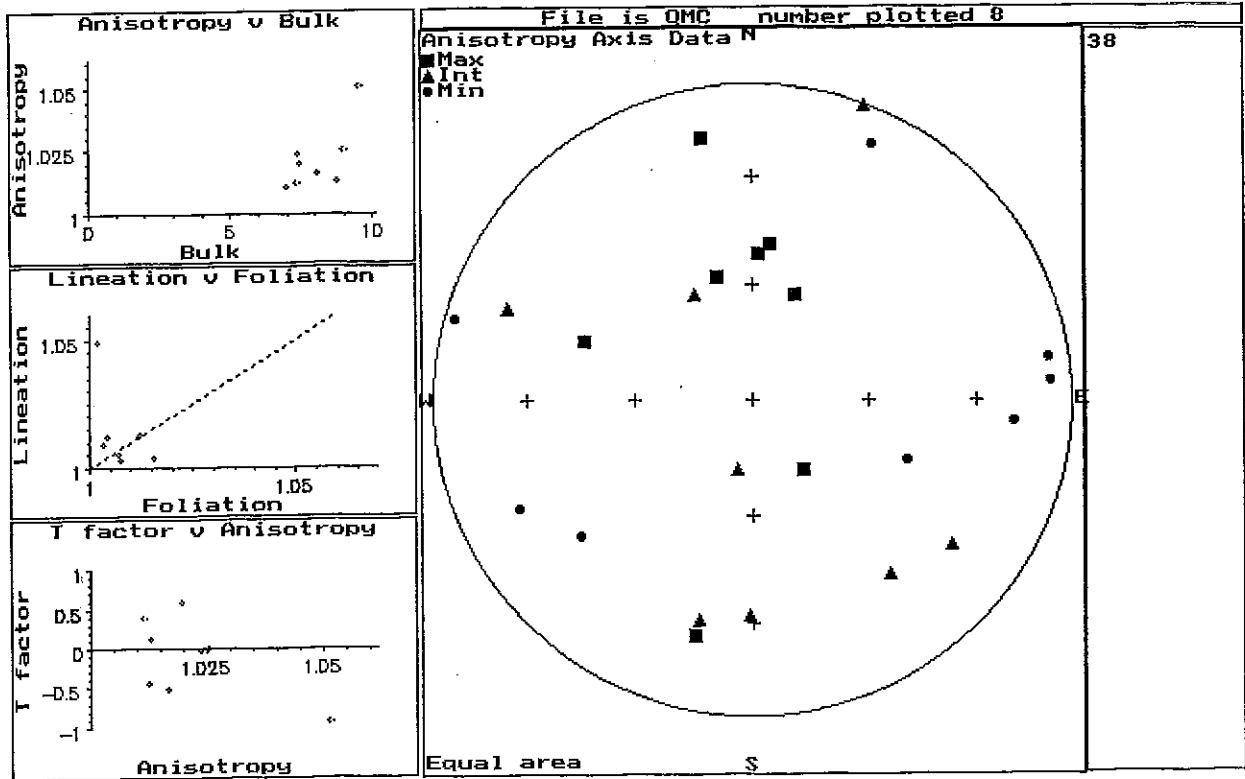 File is QMC number plotted 8
Anisotropy v Bulk
Anisotropy
1.05
1.025
1
0 5 10
Bulk
Lineation v Foliation
Lineation
1.05
1
1 1.05
Foliation
T factor v Anisotropy
T factor
1
0.5
0
-0.5
-1
1.025 1.05
Anisotropy
Anisotropy Axis Data N
Max
Int
Min
W E
Equal area S
38